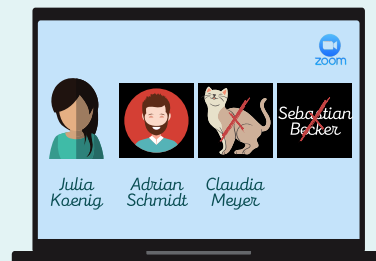 zoom
Sebastian
Becker
Julia
Koenig
Adrian
Schmidt
Claudia
Meyer